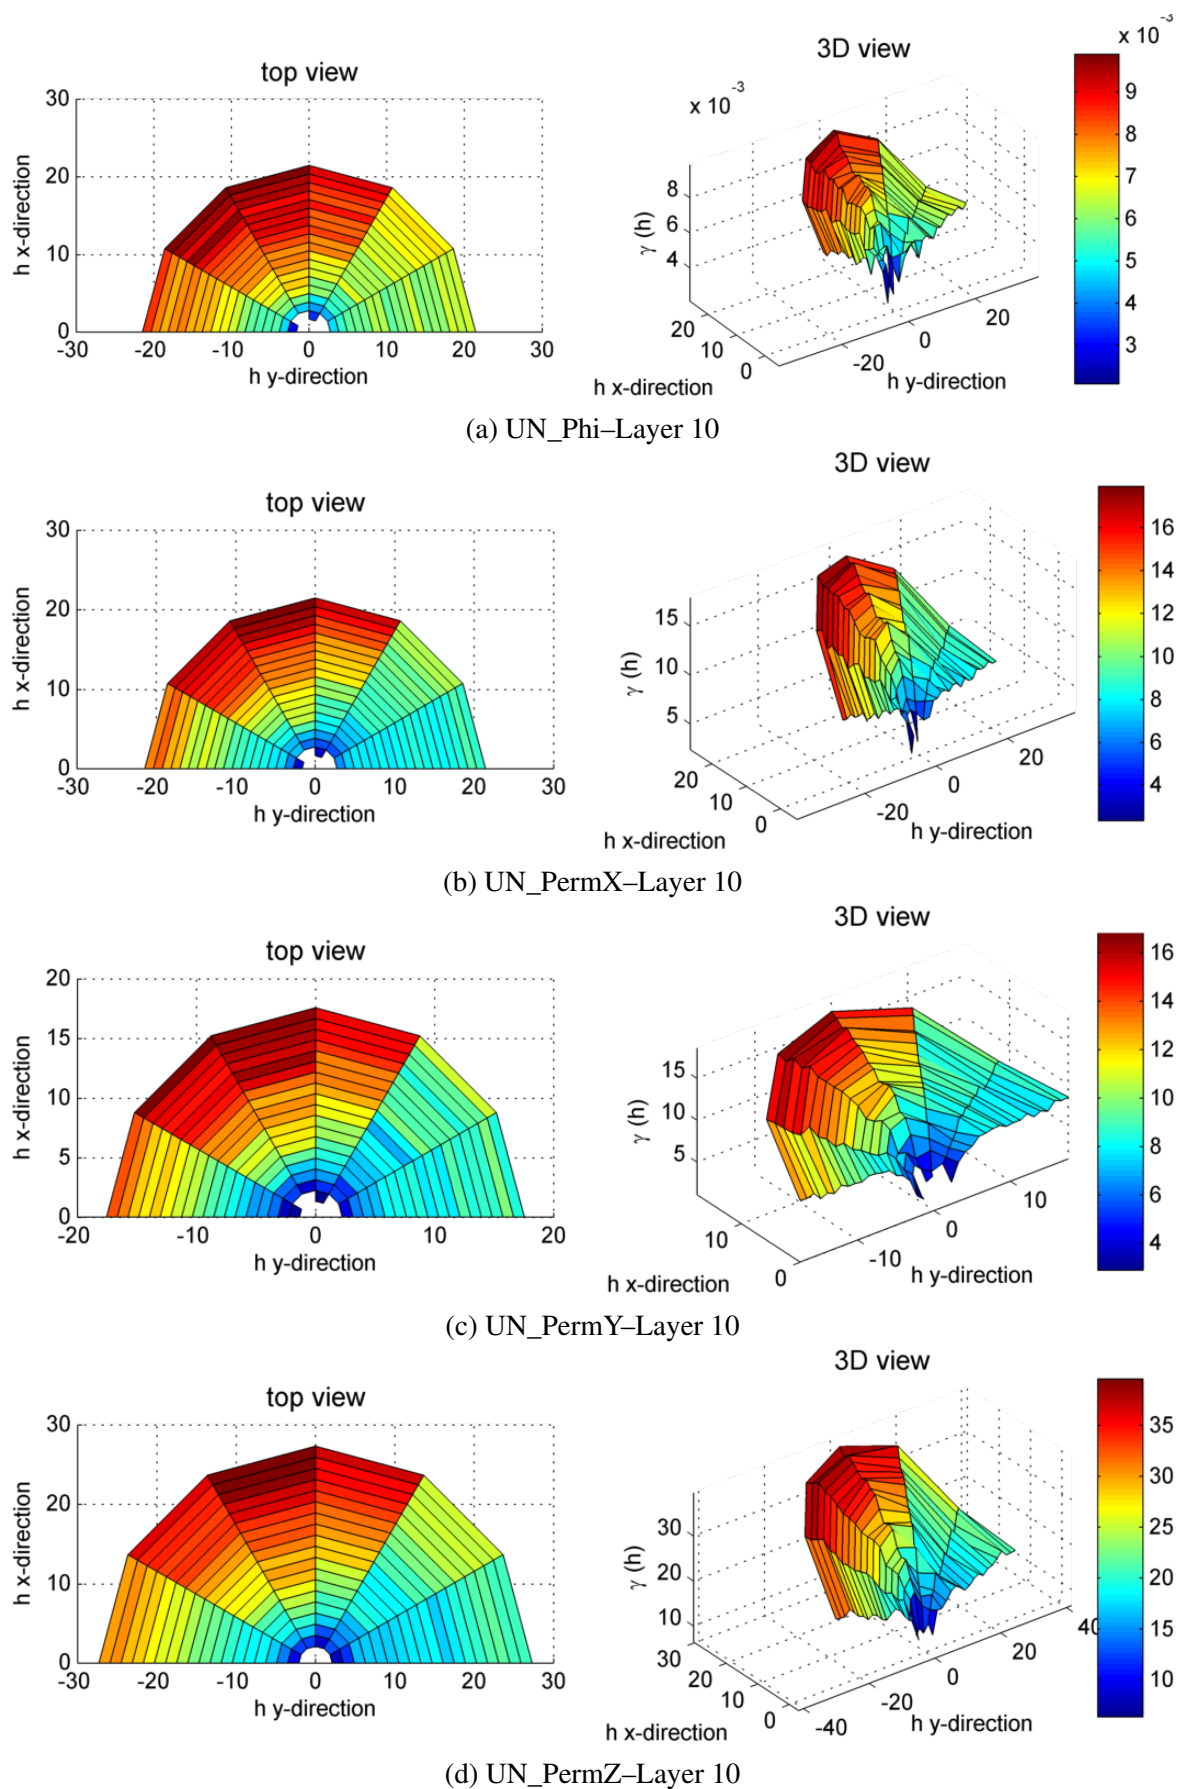 top view
30
20
10
0
h x-direction
-30 -20 -10 0 10 20 30
h y-direction
3D view
x 10 -3
8
6
4
γ (h)
20
10
0
h x-direction
-20 0 20
h y-direction
x 10 -3
9
8
7
6
5
4
3
(a) UN_Phi–Layer 10
top view
30
20
10
0
h x-direction
-30 -20 -10 0 10 20 30
h y-direction
3D view
15
10
5
γ (h)
20
10
0
h x-direction
-20 0 20
h y-direction
16
14
12
10
8
6
4
(b) UN_PermX–Layer 10
top view
20
15
10
5
0
h x-direction
-20 -10 0 10 20
h y-direction
3D view
15
10
5
γ (h)
10
0
h x-direction
-10 0 10
h y-direction
16
14
12
10
8
6
4
(c) UN_PermY–Layer 10
top view
30
20
10
0
h x-direction
-30 -20 -10 0 10 20 30
h y-direction
3D view
30
20
10
γ (h)
30
20
10
0
h x-direction
-40 -20 0 20 40
h y-direction
35
30
25
20
15
10
(d) UN_PermZ–Layer 10